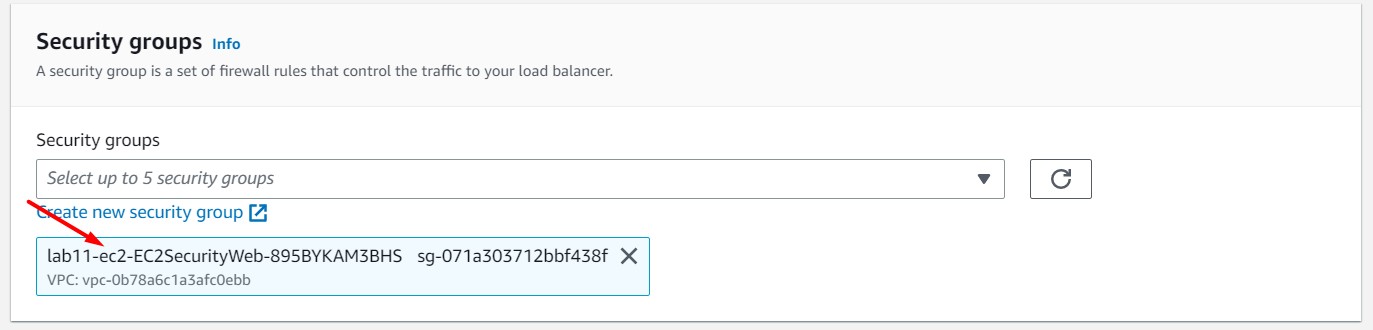 Security groups Info
A security group is a set of firewall rules that control the traffic to your load balancer.
Security groups
Select up to 5 security groups
Create new security group
lab11-ec2-EC2SecurityWeb-895BYKAM3BHS sg-071a303712bbf438f
VPC: vpc-0b78a6c1a3afc0ebb